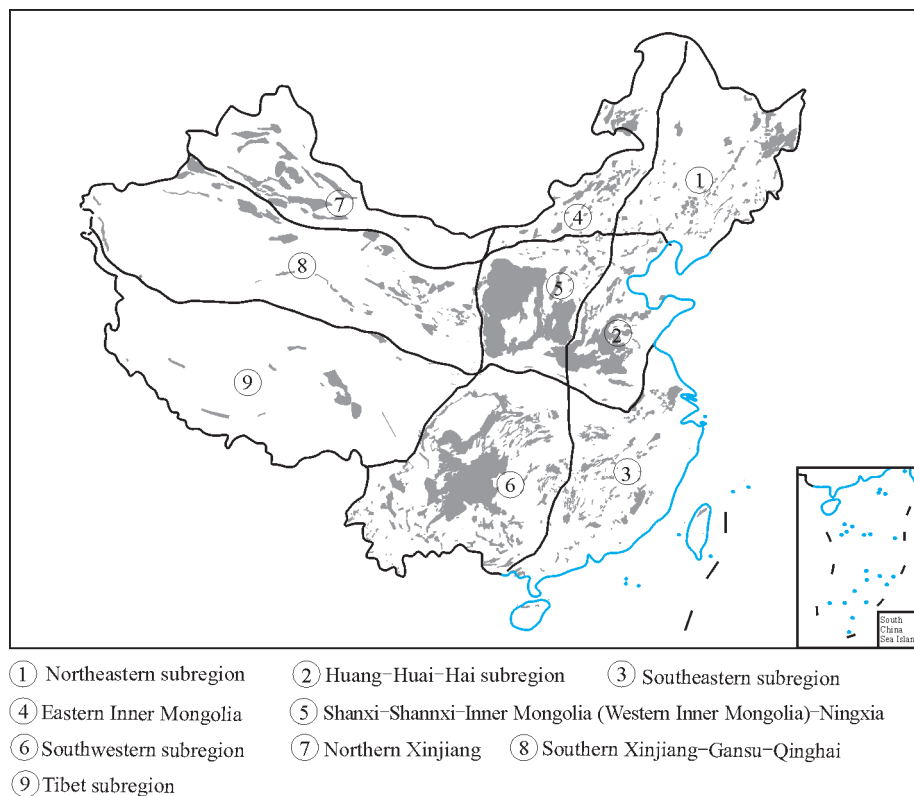 ①
⑦
④
⑧
⑤
②
⑨
⑥
③
South
China
Sea Islan
① Northeastern subregion ② Huang-Huai-Hai subregion ③ Southeastern subregion
④ Eastern Inner Mongolia ⑤ Shanxi-Shannxi-Inner Mongolia (Western Inner Mongolia)-Ningxia
⑥ Southwestern subregion ⑦ Northern Xinjiang ⑧ Southern Xinjiang-Gansu-Qinghai
⑨ Tibet subregion